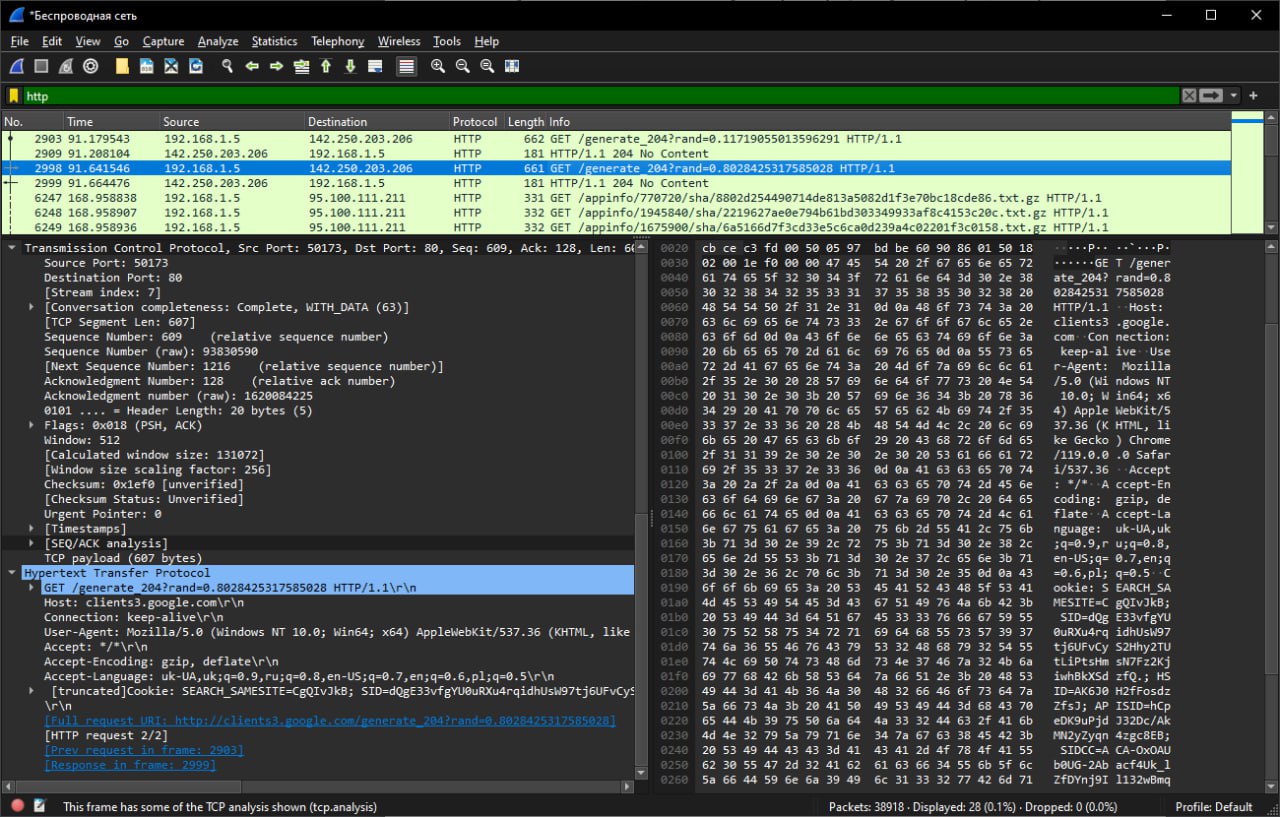 *Беспроводная сеть
File Edit View Go Capture Analyze Statistics Telephony Wireless Tools Help
http
No. Time Source Destination Protocol Length Info
2903 91.179543 192.168.1.5 142.250.203.206 HTTP 662 GET /generate_204?rand=0.11719055013596291 HTTP/1.1
2909 91.208104 142.250.203.206 192.168.1.5 HTTP 181 HTTP/1.1 204 No Content
2998 91.641546 192.168.1.5 142.250.203.206 HTTP 661 GET /generate_204?rand=0.8028425317585028 HTTP/1.1
2999 91.664476 142.250.203.206 192.168.1.5 HTTP 181 HTTP/1.1 204 No Content
6247 168.958838 192.168.1.5 95.100.111.211 HTTP 331 GET /appinfo/770720/sha/8802d254490714de813a5082d1f3e70bc18cde86.txt.gz HTTP/1.1
6248 168.958907 192.168.1.5 95.100.111.211 HTTP 332 GET /appinfo/1945840/sha/2219627ae0e794b61bd303349933af8c4153c20c.txt.gz HTTP/1.1
6249 168.958936 192.168.1.5 95.100.111.211 HTTP 332 GET /appinfo/1675900/sha/6a5166d7f3cd33e5c6ca0d239a4c02201f3c0158.txt.gz HTTP/1.1
Transmission Control Protocol, Src Port: 50173, Dst Port: 80, Seq: 609, Ack: 128, Len: 60
Source Port: 50173
Destination Port: 80
[Stream index: 7]
[Conversation completeness: Complete, WITH_DATA (63)]
[TCP Segment Len: 607]
Sequence Number: 609 (relative sequence number)
Sequence Number (raw): 93830590
[Next Sequence Number: 1216 (relative sequence number)]
Acknowledgment Number: 128 (relative ack number)
Acknowledgment number (raw): 1620084225
0101 .... = Header Length: 20 bytes (5)
Flags: 0x018 (PSH, ACK)
Window: 512
[Calculated window size: 131072]
[Window size scaling factor: 256]
Checksum: 0x1ef0 [unverified]
[Checksum Status: Unverified]
Urgent Pointer: 0
[Timestamps]
[SEQ/ACK analysis]
TCP payload (607 bytes)
Hypertext Transfer Protocol
GET /generate_204?rand=0.8028425317585028 HTTP/1.1\r\n
Host: clients3.google.com\r\n
Connection: keep-alive\r\n
User-Agent: Mozilla/5.0 (Windows NT 10.0; Win64; x64) AppleWebKit/537.36 (KHTML, like
Accept: */*\r\n
Accept-Encoding: gzip, deflate\r\n
Accept-Language: uk-UA,uk;q=0.9,ru;q=0.8,en-US;q=0.7,en;q=0.6,pl;q=0.5\r\n
[truncated]Cookie: SEARCH_SAMESITE=CgQIvJkB; SID=dQgE33vfgYU0uRXu4rqidhUsW97tj6UFvCyS
\r\n
[Full request URI: http://clients3.google.com/generate_204?rand=0.8028425317585028]
[HTTP request 2/2]
[Prev request in frame: 2903]
[Response in frame: 2999]
0020 cb ce c3 fd 00 50 05 97 bd be 60 90 86 01 50 18 ·····P·· ··`···P·
0030 02 00 1e f0 00 00 47 45 54 20 2f 67 65 6e 65 72 ······GE T /gener
0040 61 74 65 5f 32 30 34 3f 72 61 6e 64 3d 30 2e 38 ate_204? rand=0.8
0050 30 32 38 34 32 35 33 31 37 35 38 35 30 32 38 20 02842531 7585028
0060 48 54 54 50 2f 31 2e 31 0d 0a 48 6f 73 74 3a 20 HTTP/1.1 ··Host:
0070 63 6c 69 65 6e 74 73 33 2e 67 6f 6f 67 6c 65 2e clients3 .google.
0080 63 6f 6d 0d 0a 43 6f 6e 6e 65 63 74 69 6f 6e 3a com··Con nection:
0090 20 6b 65 65 70 2d 61 6c 69 76 65 0d 0a 55 73 65 keep-al ive··Use
00a0 72 2d 41 67 65 6e 74 3a 20 4d 6f 7a 69 6c 6c 61 r-Agent: Mozilla
00b0 2f 35 2e 30 20 28 57 69 6e 64 6f 77 73 20 4e 54 /5.0 (Wi ndows NT
00c0 20 31 30 2e 30 3b 20 57 69 6e 36 34 3b 20 78 36 10.0; W in64; x6
00d0 34 29 20 41 70 70 6c 65 57 65 62 4b 69 74 2f 35 4) Apple WebKit/5
00e0 33 37 2e 33 36 20 28 4b 48 54 4d 4c 2c 20 6c 69 37.36 (K HTML, li
00f0 6b 65 20 47 65 63 6b 6f 29 20 43 68 72 6f 6d 65 ke Gecko ) Chrome
0100 2f 31 31 39 2e 30 2e 30 2e 30 20 53 61 66 61 72 /119.0.0 .0 Safar
0110 69 2f 35 33 37 2e 33 36 0d 0a 41 63 63 65 70 74 i/537.36 ··Accept
0120 3a 20 2a 2f 2a 0d 0a 41 63 63 65 70 74 2d 45 6e : */*··A ccept-En
0130 63 6f 64 69 6e 67 3a 20 67 7a 69 70 2c 20 64 65 coding: gzip, de
0140 66 6c 61 74 65 0d 0a 41 63 63 65 70 74 2d 4c 61 flate··A ccept-La
0150 6e 67 75 61 67 65 3a 20 75 6b 2d 55 41 2c 75 6b nguage: uk-UA,uk
0160 3b 71 3d 30 2e 39 2c 72 75 3b 71 3d 30 2e 38 2c ;q=0.9,r u;q=0.8,
0170 65 6e 2d 55 53 3b 71 3d 30 2e 37 2c 65 6e 3b 71 en-US;q= 0.7,en;q
0180 3d 30 2e 36 2c 70 6c 3b 71 3d 30 2e 35 0d 0a 43 =0.6,pl; q=0.5··C
0190 6f 6f 6b 69 65 3a 20 53 45 41 52 43 48 5f 53 41 ookie: S EARCH_SA
01a0 4d 45 53 49 54 45 3d 43 67 51 49 76 4a 6b 42 3b MESITE=C gQIvJkB;
01b0 20 53 49 44 3d 64 51 67 45 33 33 76 66 67 59 55 SID=dQg E33vfgYU
01c0 30 75 52 58 75 34 72 71 69 64 68 55 73 57 39 37 0uRXu4rq idhUsW97
01d0 74 6a 36 55 46 76 43 79 53 32 48 68 79 32 54 55 tj6UFvCy S2Hhy2TU
01e0 74 4c 69 50 74 73 48 6d 73 4e 37 46 7a 32 4b 6a tLiPtsHm sN7Fz2Kj
01f0 69 77 68 42 6b 58 53 64 7a 66 51 2e 3b 20 48 53 iwhBkXSd zfQ.; HS
0200 49 44 3d 41 4b 36 4a 30 48 32 66 46 6f 73 64 7a ID=AK6J0 H2fFosdz
0210 5a 66 73 4a 3b 20 41 50 49 53 49 44 3d 68 43 70 ZfsJ; AP ISID=hCp
0220 65 44 4b 39 75 50 6a 64 4a 33 32 44 63 2f 41 6b eDK9uPjd J32Dc/Ak
0230 4d 4e 32 79 5a 79 71 6e 34 7a 67 63 38 45 42 3b MN2yZyqn 4zgc8EB;
0240 20 53 49 44 43 43 3d 41 43 41 2d 4f 78 4f 41 55 SIDCC=A CA-OxOAU
0250 62 30 55 47 2d 32 41 62 61 63 66 34 55 6b 5f 6c b0UG-2Ab acf4Uk_l
0260 5a 66 44 59 6e 6a 39 49 6c 31 33 32 77 42 6d 71 ZfDYnj9I l132wBmq
This frame has some of the TCP analysis shown (tcp.analysis)
Packets: 38918 · Displayed: 28 (0.1%) · Dropped: 0 (0.0%)
Profile: Default